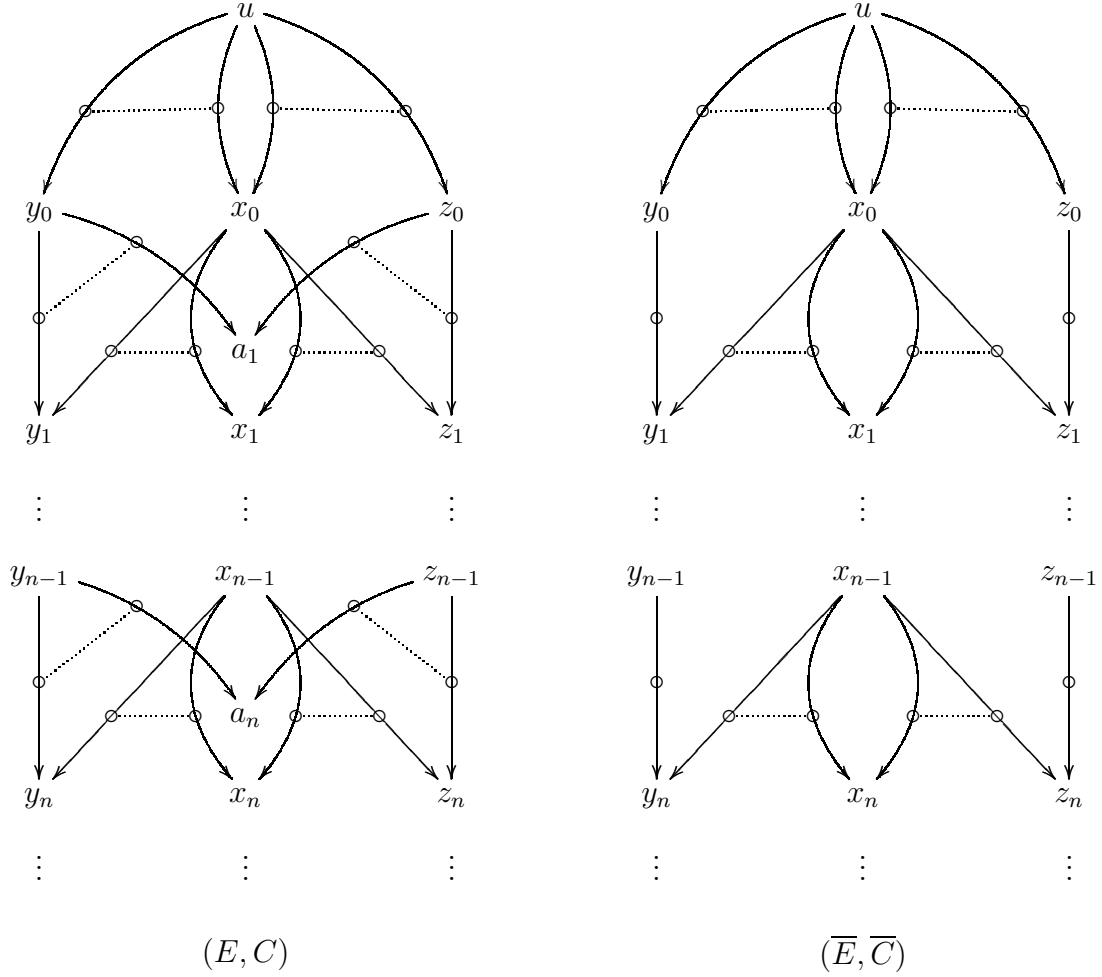 u u
y₀ x₀ z₀ y₀ x₀ z₀
a₁
y₁ x₁ z₁ y₁ x₁ z₁
⋮ ⋮ ⋮ ⋮ ⋮ ⋮
yₙ₋₁ xₙ₋₁ zₙ₋₁ yₙ₋₁ xₙ₋₁ zₙ₋₁
aₙ
yₙ xₙ zₙ yₙ xₙ zₙ
⋮ ⋮ ⋮ ⋮ ⋮ ⋮
(E, C) (E̅, C̅)